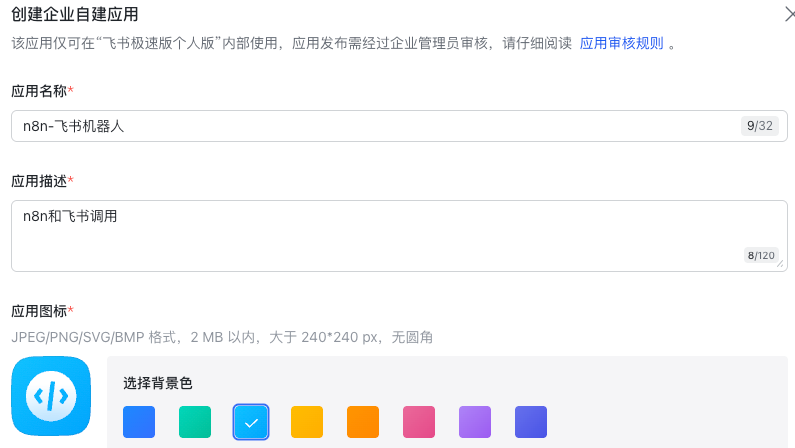 创建企业自建应用
该应用仅可在“飞书极速版个人版”内部使用，应用发布需经过企业管理员审核，请仔细阅读 应用审核规则 。
应用名称*
n8n-飞书机器人
9/32
应用描述*
n8n和飞书调用
8/120
应用图标*
JPEG/PNG/SVG/BMP 格式，2 MB 以内，大于 240*240 px，无圆角
选择背景色